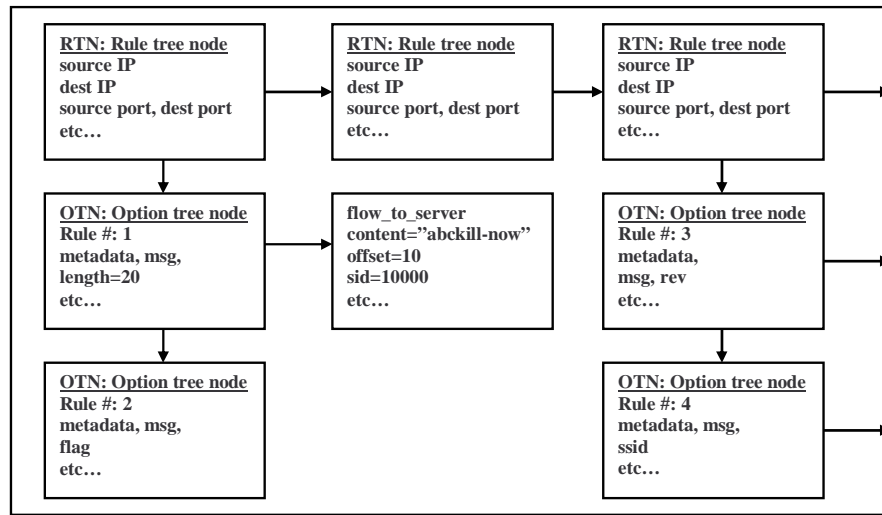 RTN: Rule tree node
source IP
dest IP
source port, dest port
etc…
RTN: Rule tree node
source IP
dest IP
source port, dest port
etc…
RTN: Rule tree node
source IP
dest IP
source port, dest port
etc…
OTN: Option tree node
Rule #: 1
metadata, msg,
length=20
etc…
flow_to_server
content=”abckill-now”
offset=10
sid=10000
etc…
OTN: Option tree node
Rule #: 3
metadata,
msg, rev
etc…
OTN: Option tree node
Rule #: 2
metadata, msg,
flag
etc…
OTN: Option tree node
Rule #: 4
metadata, msg,
ssid
etc…